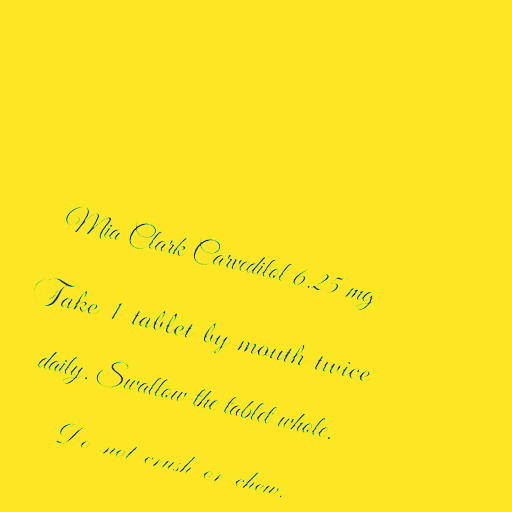 Mia Clark Carvedilol 6.25 mg
Take 1 tablet by mouth twice
daily. Swallow the tablet whole.
Do not crush or chew.